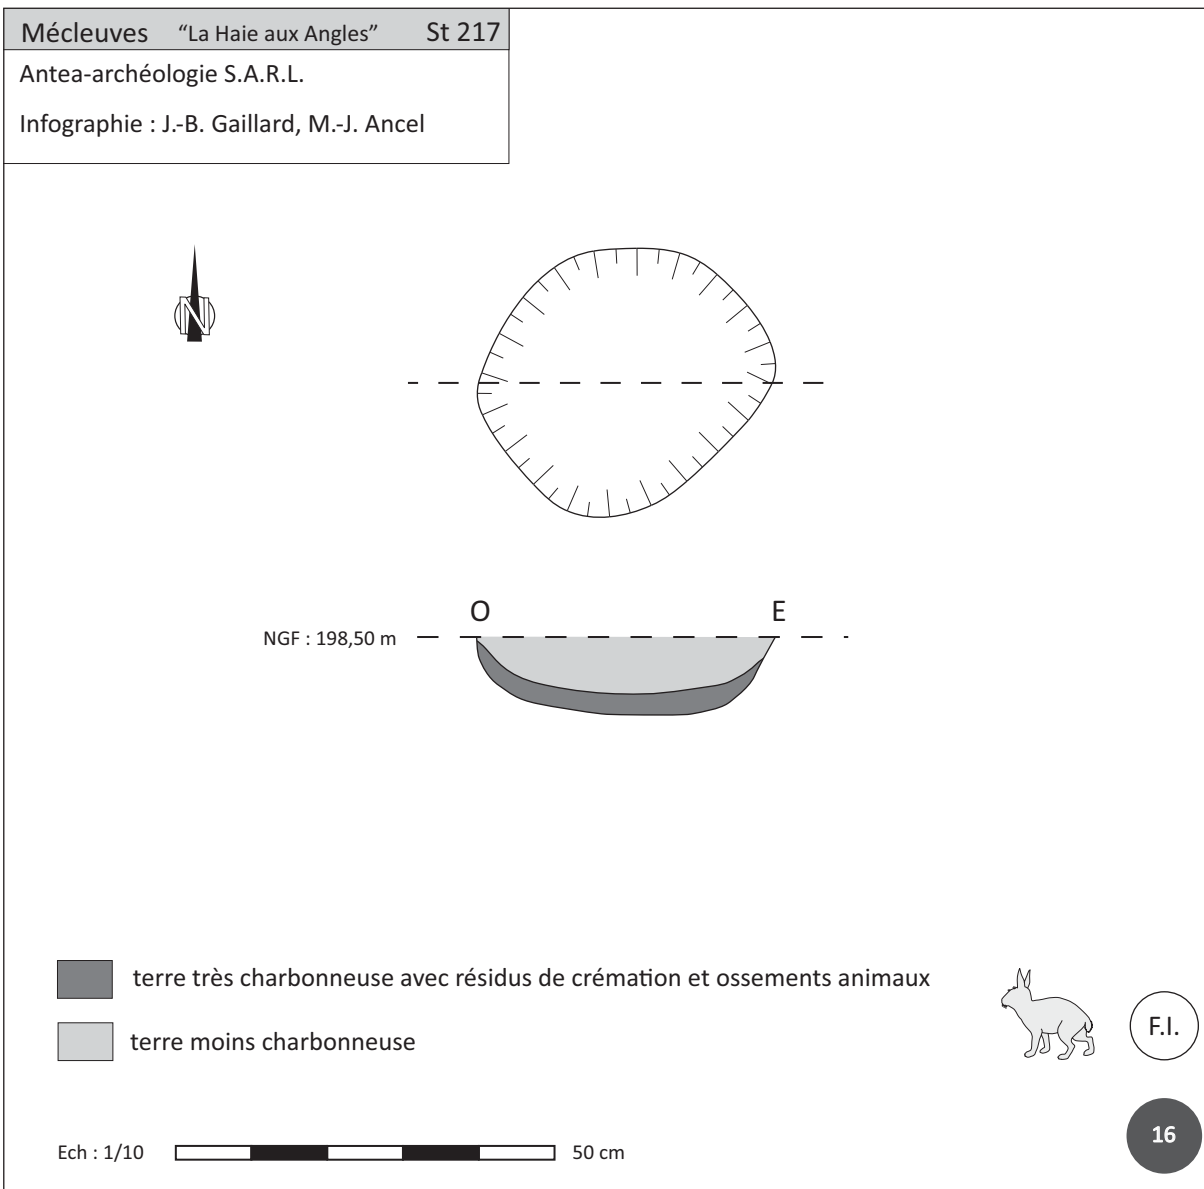 Mécleuves “La Haie aux Angles” St 217
Antea-archéologie S.A.R.L.
Infographie : J.-B. Gaillard, M.-J. Ancel
N
O E
NGF : 198,50 m
terre très charbonneuse avec résidus de crémation et ossements animaux
terre moins charbonneuse
F.I.
16
Ech : 1/10 50 cm